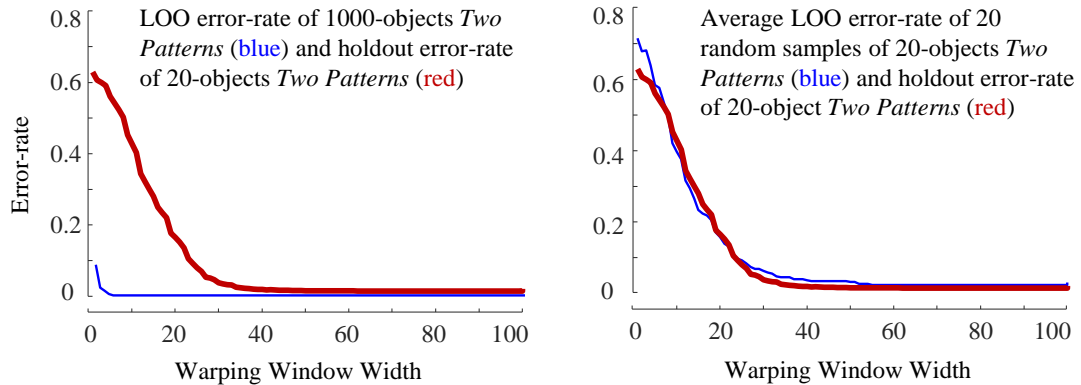 LOO error-rate of 1000-objects Two
Patterns (blue) and holdout error-rate
of 20-objects Two Patterns (red)
0.8
0.6
0.4
0.2
0
Error-rate
0 20 40 60 80 100
Warping Window Width
Average LOO error-rate of 20
random samples of 20-objects Two
Patterns (blue) and holdout error-rate
of 20-object Two Patterns (red)
0.8
0.6
0.4
0.2
0
0 20 40 60 80 100
Warping Window Width